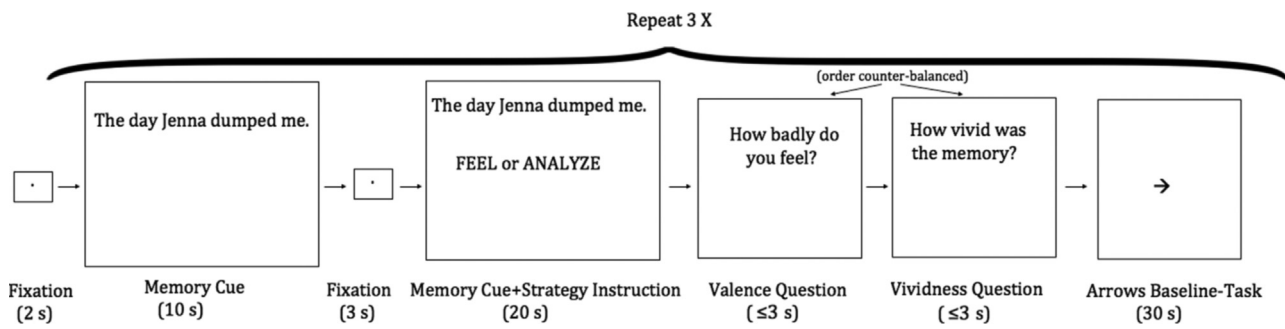 Repeat 3 X
(order counter-balanced)
The day Jenna dumped me.
The day Jenna dumped me.
FEEL or ANALYZE
How badly do
you feel?
How vivid was
the memory?
→
Fixation
(2 s)
Memory Cue
(10 s)
Fixation
(3 s)
Memory Cue+Strategy Instruction
(20 s)
Valence Question
(≤3 s)
Vividness Question
(≤3 s)
Arrows Baseline-Task
(30 s)